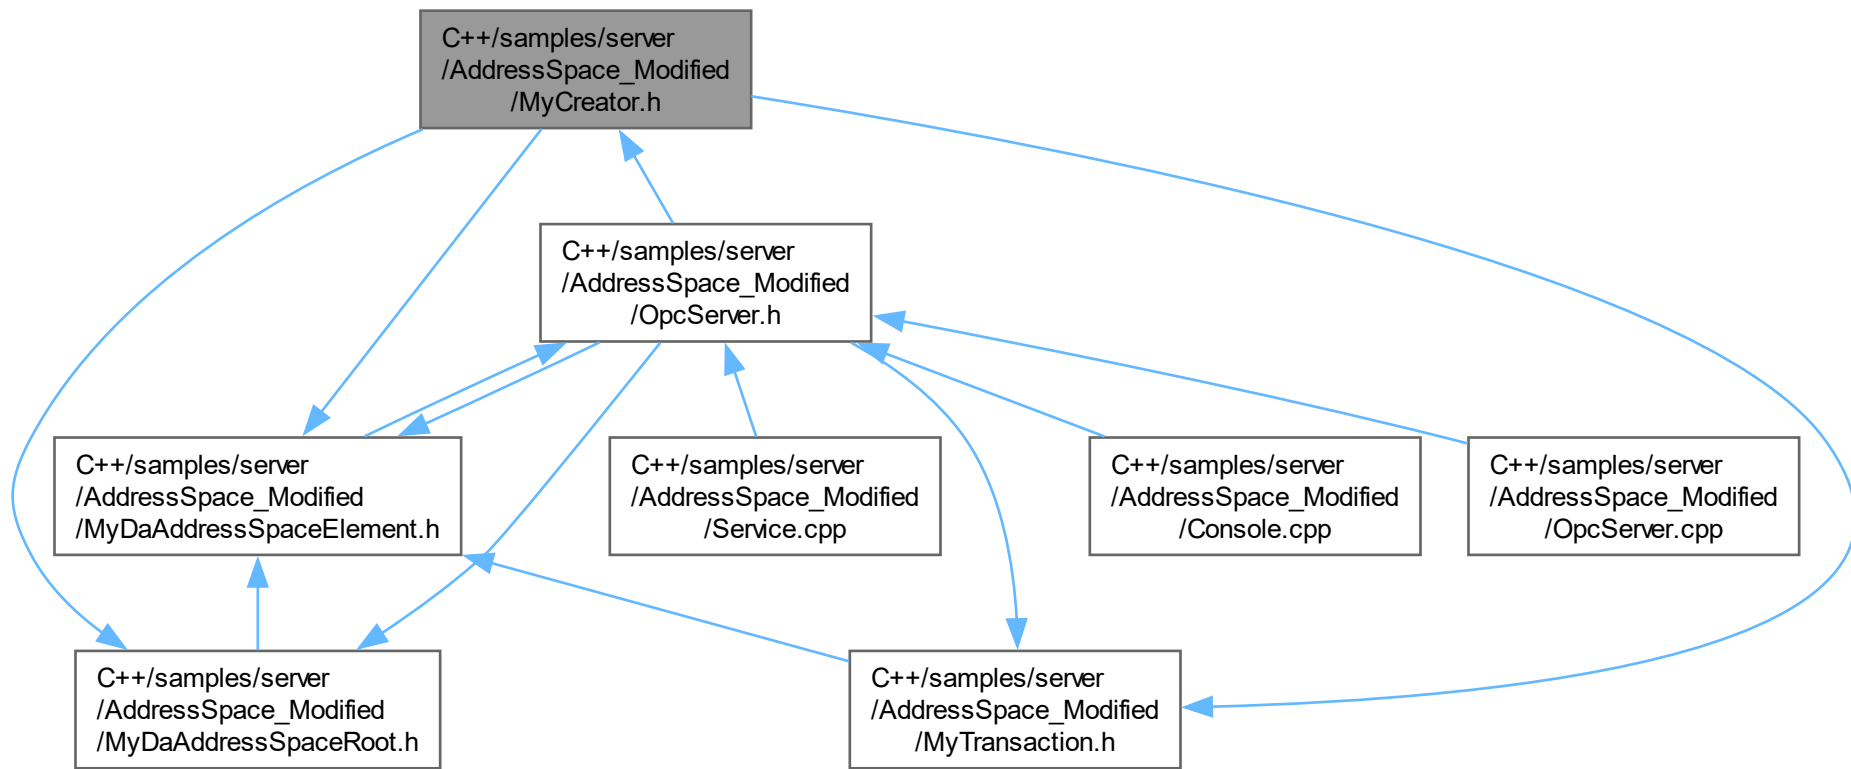 C++/samples/server
/AddressSpace_Modified
/MyCreator.h
C++/samples/server
/AddressSpace_Modified
/OpcServer.h
C++/samples/server
/AddressSpace_Modified
/MyDaAddressSpaceElement.h
C++/samples/server
/AddressSpace_Modified
/Service.cpp
C++/samples/server
/AddressSpace_Modified
/Console.cpp
C++/samples/server
/AddressSpace_Modified
/OpcServer.cpp
C++/samples/server
/AddressSpace_Modified
/MyDaAddressSpaceRoot.h
C++/samples/server
/AddressSpace_Modified
/MyTransaction.h